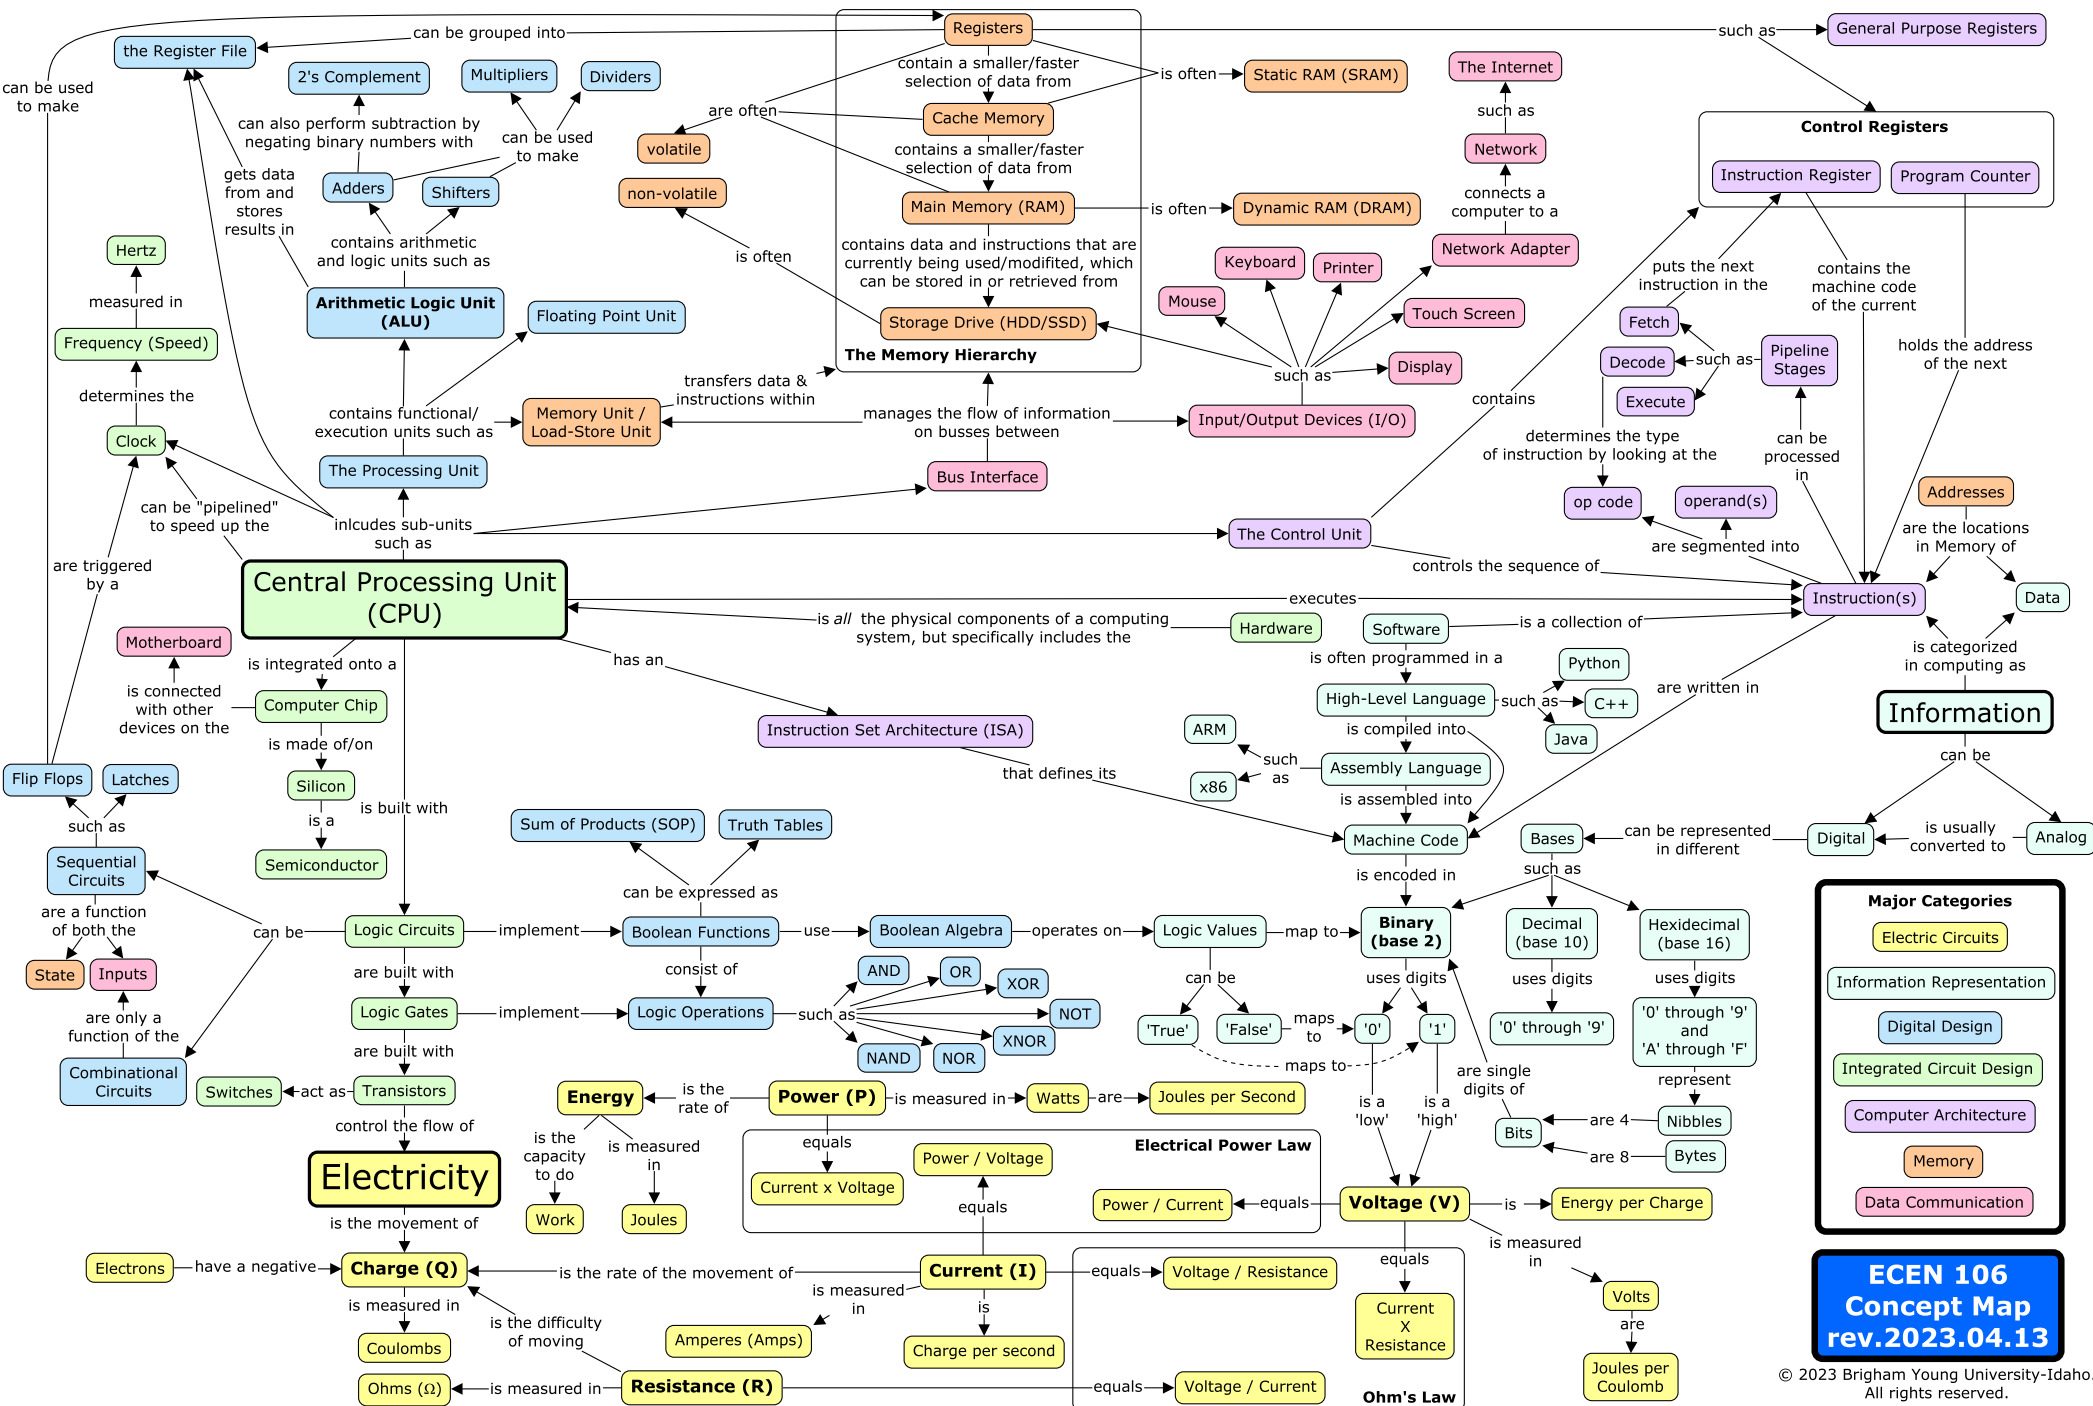 Registers
can be grouped into
such as
General Purpose Registers
the Register File
can be used
to make
2's Complement
Multipliers
Dividers
contain a smaller/faster
selection of data from
is often
Static RAM (SRAM)
The Internet
such as
are often
Cache Memory
can also perform subtraction by
negating binary numbers with
can be used
to make
volatile
contains a smaller/faster
selection of data from
Network
Control Registers
Instruction Register
Program Counter
gets data
from and
stores
results in
Adders
Shifters
non-volatile
Main Memory (RAM)
is often
Dynamic RAM (DRAM)
connects a
computer to a
Network Adapter
Hertz
contains arithmetic
and logic units such as
is often
contains data and instructions that are
currently being used/modifited, which
can be stored in or retrieved from
Keyboard
Printer
Mouse
Touch Screen
Display
such as
puts the next
instruction in the
contains the
machine code
of the current
measured in
Arithmetic Logic Unit
(ALU)
Floating Point Unit
Storage Drive (HDD/SSD)
The Memory Hierarchy
Fetch
Decode
Execute
such as
Pipeline
Stages
holds the address
of the next
Frequency (Speed)
determines the
Clock
transfers data &
instructions within
contains functional/
execution units such as
Memory Unit /
Load-Store Unit
manages the flow of information
on busses between
Input/Output Devices (I/O)
contains
determines the type
of instruction by looking at the
can be
processed
in
The Processing Unit
Bus Interface
op code
operand(s)
Addresses
can be "pipelined"
to speed up the
inlcudes sub-units
such as
The Control Unit
are segmented into
are the locations
in Memory of
are triggered
by a
Central Processing Unit
(CPU)
controls the sequence of
executes
Instruction(s)
Data
is all the physical components of a computing
system, but specifically includes the
Hardware
Software
is a collection of
Motherboard
is integrated onto a
has an
is often programmed in a
Python
is categorized
in computing as
is connected
with other
devices on the
Computer Chip
High-Level Language
such as
C++
Java
are written in
Information
Instruction Set Architecture (ISA)
ARM
is compiled into
is made of/on
that defines its
such
as
Assembly Language
x86
can be
Flip Flops
Latches
Silicon
is built with
is assembled into
is a
such as
Sum of Products (SOP)
Truth Tables
Machine Code
Bases
can be represented
in different
Digital
is usually
converted to
Analog
Sequential
Circuits
Semiconductor
can be expressed as
is encoded in
such as
are a function
of both the
can be
Logic Circuits
implement
Boolean Functions
use
Boolean Algebra
operates on
Logic Values
map to
Binary
(base 2)
Decimal
(base 10)
Hexidecimal
(base 16)
State
Inputs
are built with
consist of
AND
OR
XOR
NOT
XNOR
NOR
NAND
can be
uses digits
uses digits
uses digits
are only a
function of the
Logic Gates
implement
Logic Operations
such as
'True'
'False'
maps
to
'0'
'1'
maps to
'0' through '9'
'0' through '9'
and
'A' through 'F'
Combinational
Circuits
are built with
Switches
act as
Transistors
are single
digits of
represent
control the flow of
Energy
is the
rate of
Power (P)
is measured in
Watts
are
Joules per Second
is a
'low'
is a
'high'
Bits
are 4
Nibbles
are 8
Bytes
Electricity
is the
capacity
to do
is measured
in
equals
Electrical Power Law
Power / Voltage
Current x Voltage
equals
Power / Current
equals
Voltage (V)
is
Energy per Charge
Work
Joules
is the movement of
Electrons
have a negative
Charge (Q)
is the rate of the movement of
Current (I)
equals
Voltage / Resistance
equals
is measured
in
is measured in
is the difficulty
of moving
is measured
in
is
Current
X
Resistance
Volts
are
Coulombs
Amperes (Amps)
Charge per second
Joules per
Coulomb
Ohms (Ω)
is measured in
Resistance (R)
equals
Voltage / Current
Ohm's Law
Major Categories
Electric Circuits
Information Representation
Digital Design
Integrated Circuit Design
Computer Architecture
Memory
Data Communication
ECEN 106
Concept Map
rev.2023.04.13
© 2023 Brigham Young University-Idaho.
All rights reserved.